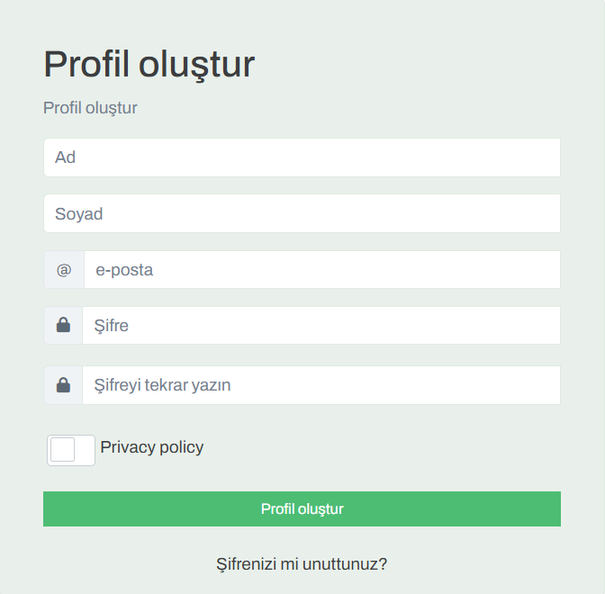 Profil oluştur
Profil oluştur
Ad
Soyad
@ e-posta
Şifre
Şifreyi tekrar yazın
Privacy policy
Profil oluştur
Şifrenizi mi unuttunuz?